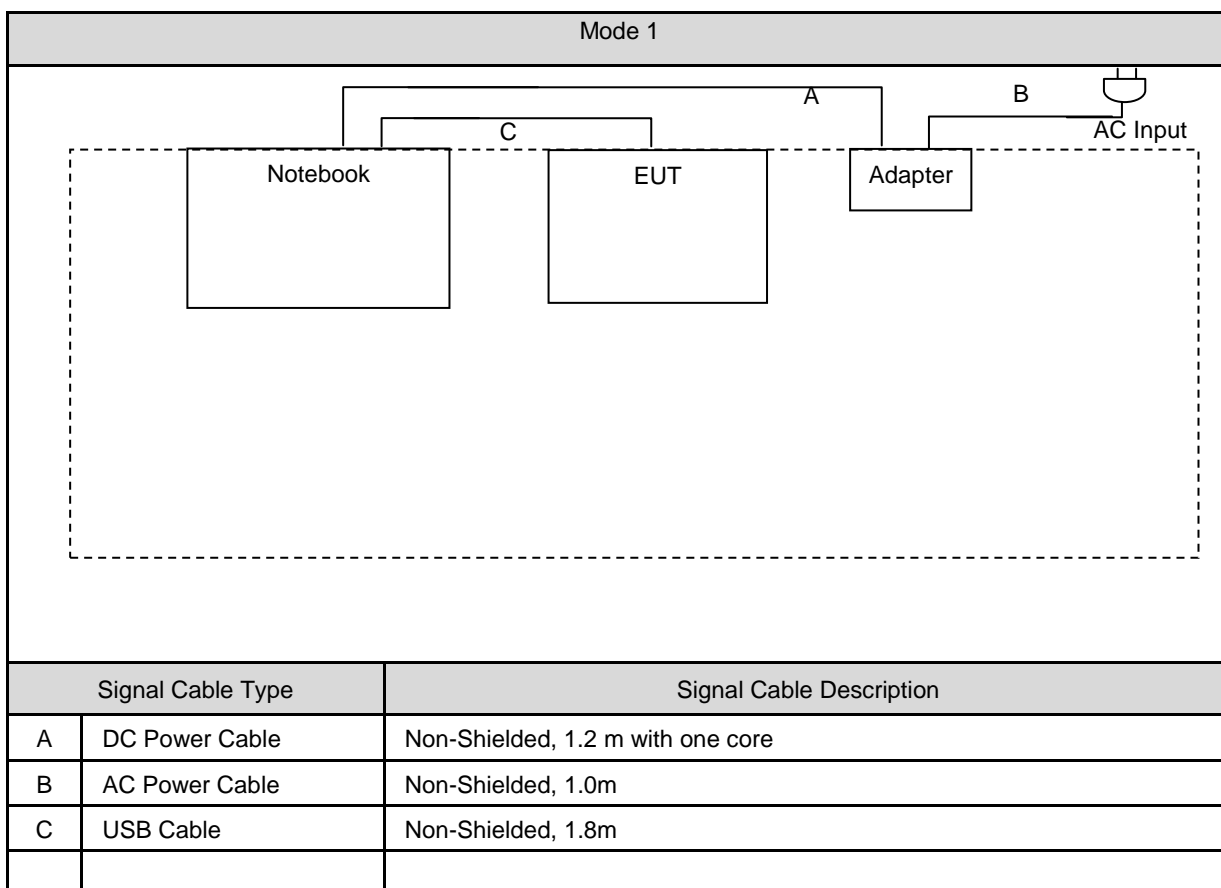 Mode 1
A
B
C
AC Input
Notebook
EUT
Adapter
Signal Cable Type Signal Cable Description
A DC Power Cable Non-Shielded, 1.2 m with one core
B AC Power Cable Non-Shielded, 1.0m
C USB Cable Non-Shielded, 1.8m